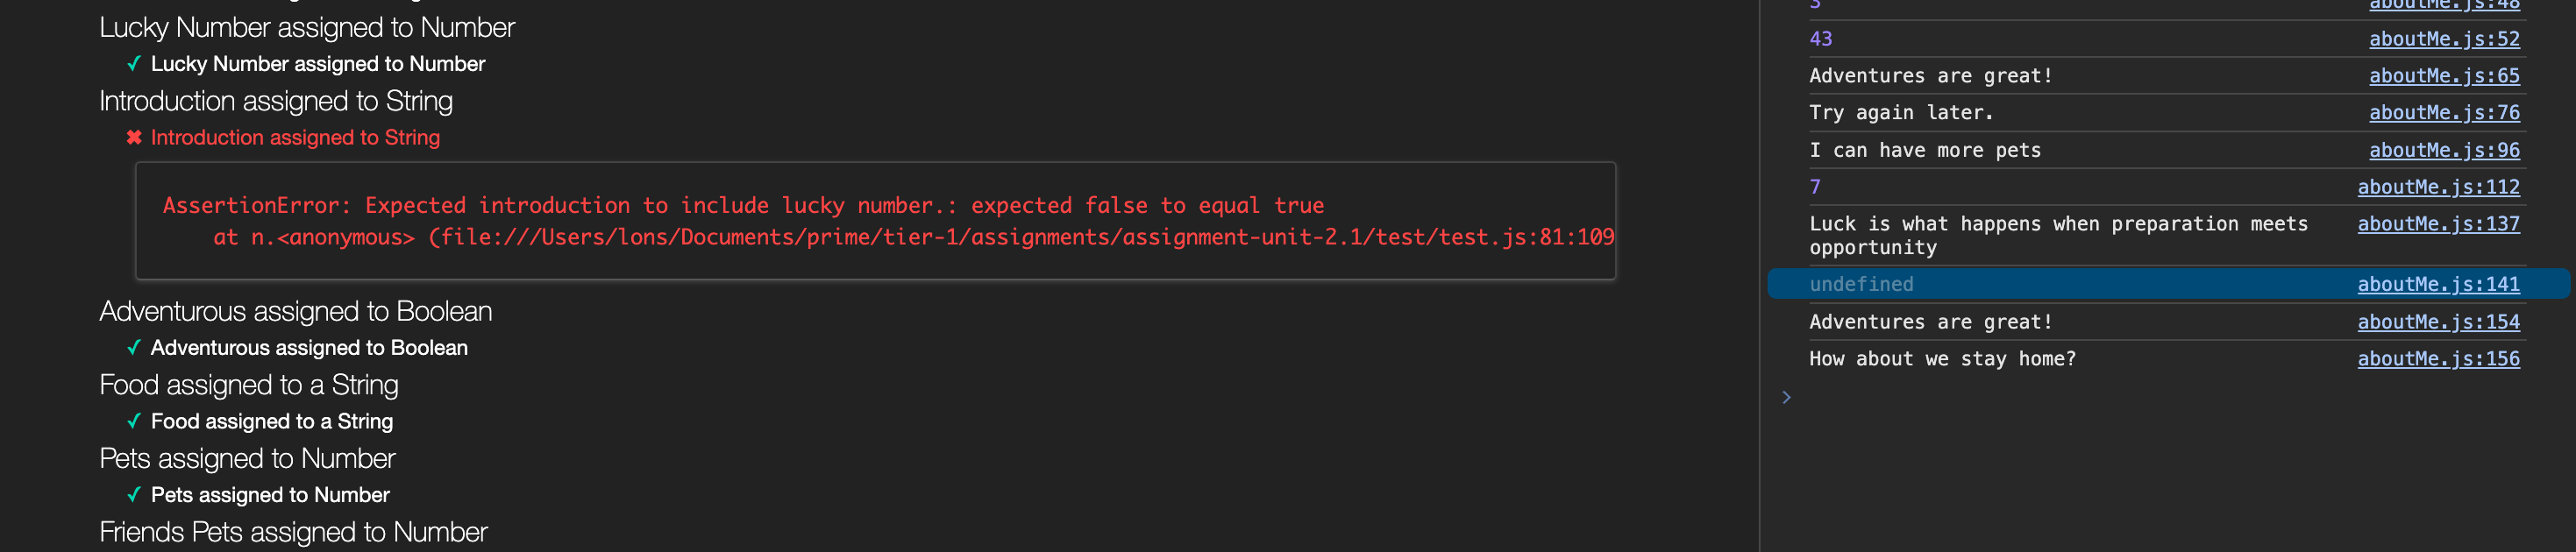 Lucky Number assigned to Number
✓ Lucky Number assigned to Number
Introduction assigned to String
✖ Introduction assigned to String
AssertionError: Expected introduction to include lucky number.: expected false to equal true
at n.<anonymous> (file:///Users/lons/Documents/prime/tier-1/assignments/assignment-unit-2.1/test/test.js:81:109
Adventurous assigned to Boolean
✓ Adventurous assigned to Boolean
Food assigned to a String
✓ Food assigned to a String
Pets assigned to Number
✓ Pets assigned to Number
Friends Pets assigned to Number
3 aboutMe.js:48
43 aboutMe.js:52
Adventures are great! aboutMe.js:65
Try again later. aboutMe.js:76
I can have more pets aboutMe.js:96
7 aboutMe.js:112
Luck is what happens when preparation meets aboutMe.js:137
opportunity
undefined aboutMe.js:141
Adventures are great! aboutMe.js:154
How about we stay home? aboutMe.js:156
>